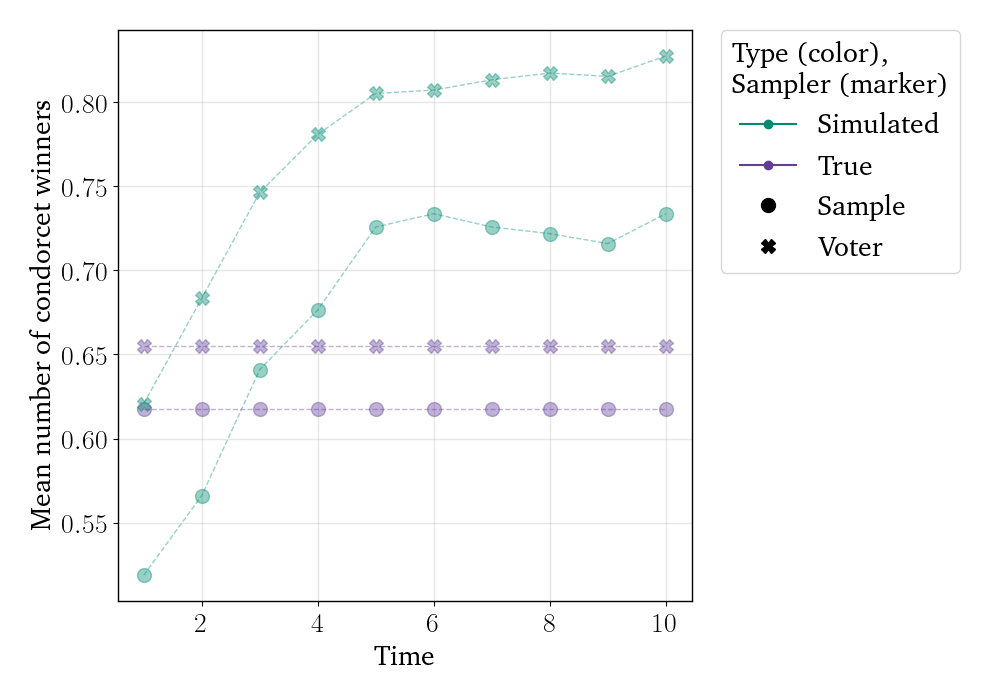 Mean number of condorcet winners
0.80
0.75
0.70
0.65
0.60
0.55
2
4
6
8
10
Time
Type (color),
Sampler (marker)
Simulated
True
Sample
Voter